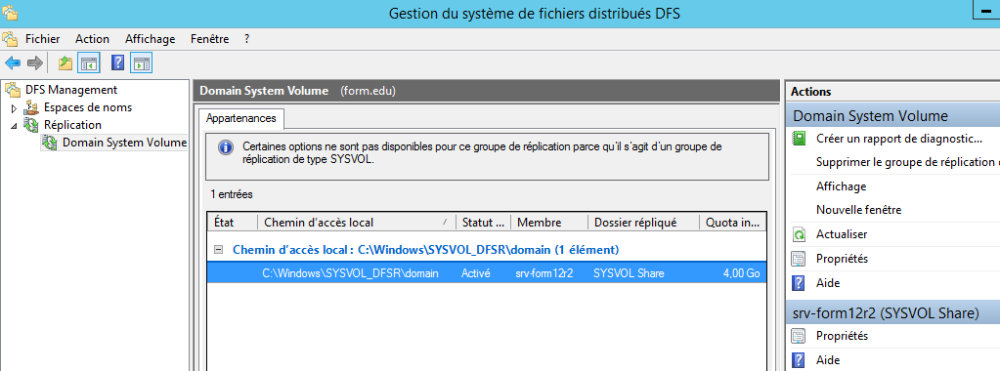 Gestion du système de fichiers distribués DFS
Fichier Action Affichage Fenêtre ?
DFS Management
Espaces de noms
Réplication
Domain System Volume
Domain System Volume (form.edu)
Appartenances
Certaines options ne sont pas disponibles pour ce groupe de réplication parce qu'il s'agit d'un groupe de
réplication de type SYSVOL.
1 entrées
État Chemin d'accès local Statut ... Membre Dossier répliqué Quota in...
Chemin d'accès local : C:\Windows\SYSVOL_DFSR\domain (1 élément)
C:\Windows\SYSVOL_DFSR\domain Activé srv-form12r2 SYSVOL Share 4,00 Go
Actions
Domain System Volume
Créer un rapport de diagnostic...
Supprimer le groupe de réplication
Affichage
Nouvelle fenêtre
Actualiser
Propriétés
Aide
srv-form12r2 (SYSVOL Share)
Propriétés
Aide